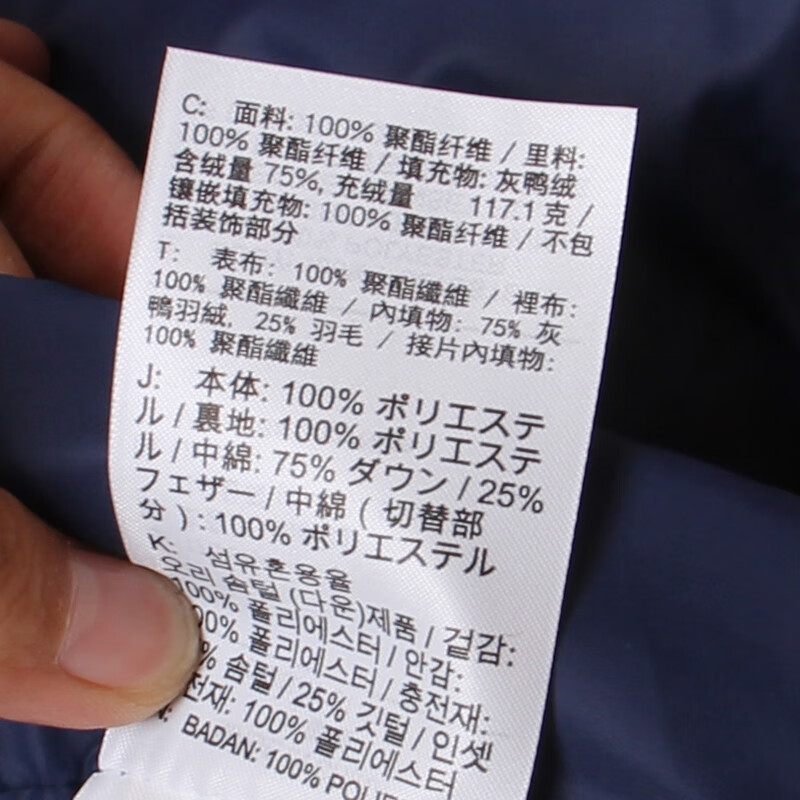 C: 面料: 100% 聚酯纤维 / 里料:
100% 聚酯纤维 / 填充物: 灰鸭绒
含绒量 75%, 充绒量 117.1 克 /
镶嵌填充物: 100% 聚酯纤维 / 不包
括装饰部分
T: 表布: 100% 聚酯纖維 / 裡布:
100% 聚酯纖維 / 內填物: 75% 灰
鴨羽絨, 25% 羽毛 / 接片內填物:
100% 聚酯纖維
J: 本体: 100% ポリエステ
ル / 裏地: 100% ポリエステ
ル / 中綿: 75% ダウン / 25%
フェザー / 中綿 ( 切替部
分 ) : 100% ポリエステル
K: 섬유혼용율
오리 솜털 (다운)제품 / 겉감:
100% 폴리에스터 / 안감:
00% 폴리에스터 / 충전재:
% 솜털 / 25% 깃털 / 인셋
전재: 100% 폴리에스터
BADAN: 100% POLI